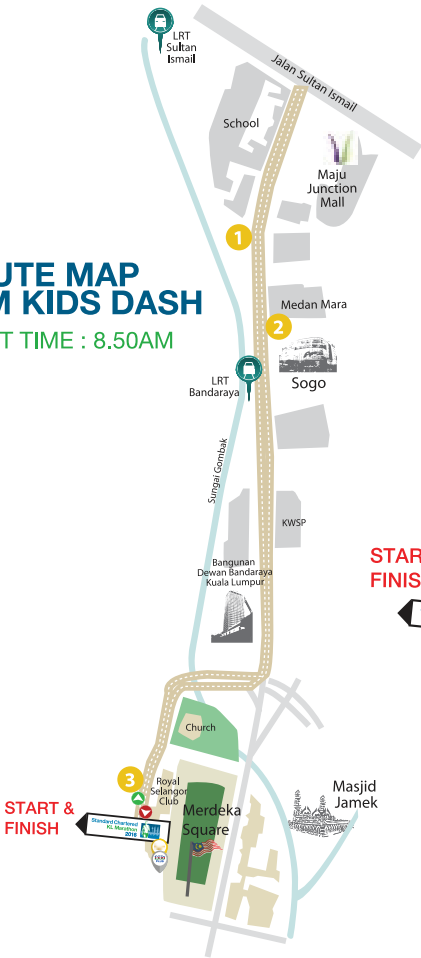 LRT
Sultan
Ismail
Jalan Sultan Ismail
School
Maju
Junction
Mall
1
UTE MAP
M KIDS DASH
T TIME : 8.50AM
Medan Mara
2
Sogo
LRT
Bandaraya
Sungai Gombak
KWSP
Bangunan
Dewan Bandaraya
Kuala Lumpur
STAR
FINIS
Church
3
Royal
Selangor
Club
Merdeka
Square
Masjid
Jamek
START &
FINISH
Standard Chartered
KL Marathon
2016